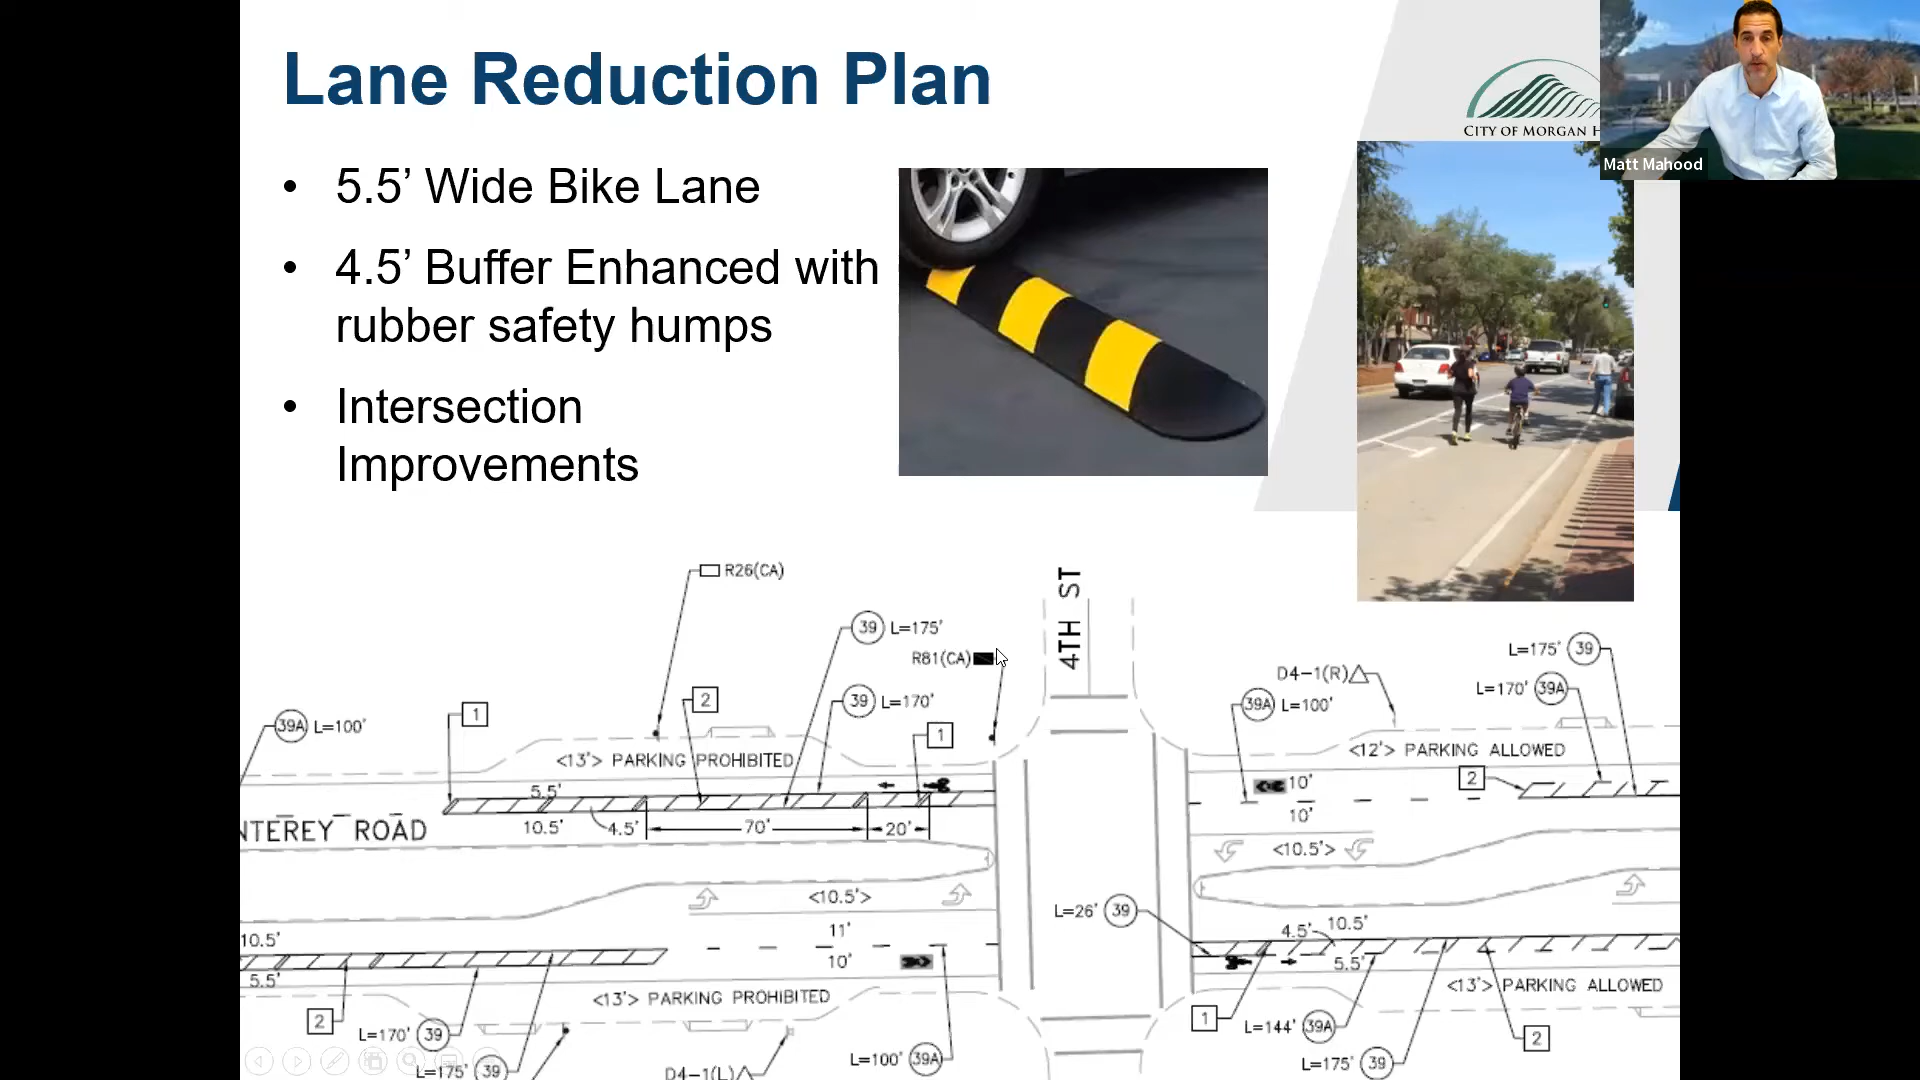 Lane Reduction Plan
CITY OF MORGAN H
Matt Mahood
• 5.5’ Wide Bike Lane
• 4.5’ Buffer Enhanced with
rubber safety humps
• Intersection
Improvements
R26(CA)
4TH ST
39 L=175'
R81(CA)
L=175' 39
D4-1(R)
L=170' 39A
2
39 L=170'
39A L=100'
1
39A L=100'
1
<13'> PARKING PROHIBITED
<12'> PARKING ALLOWED
2
5.5'
10'
10'
NTEREY ROAD
10.5'
4.5'
70'
20'
<10.5'>
<10.5'>
L=26' 39
11'
10.5'
4.5'
10.5'
10'
5.5'
5.5'
<13'> PARKING PROHIBITED
<13'> PARKING ALLOWED
2
L=170' 39
1
L=144' 39A
2
L=100' 39A
L=175' 39
L=175' 39
D4-1(L)